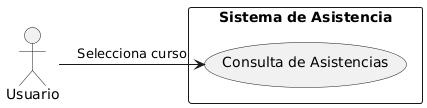 Sistema de Asistencia
Selecciona curso
Consulta de Asistencias
Usuario